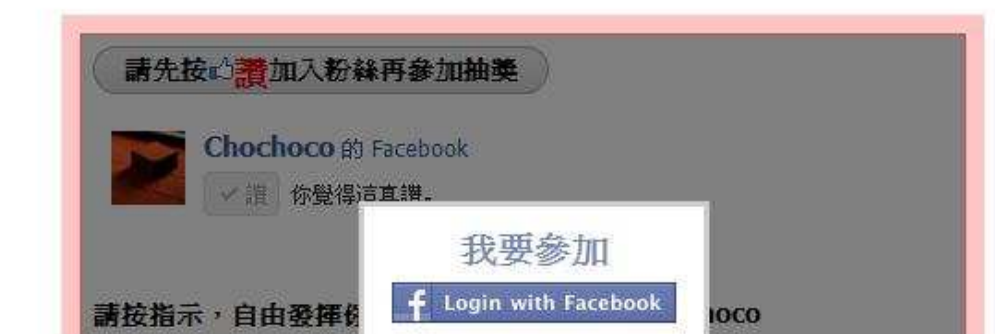 請先按讚加入粉絲再參加抽獎
Chochoco 的 Facebook
讚 你覺得這真讚。
我要參加
f Login with Facebook
請按指示，自由發揮你 oco